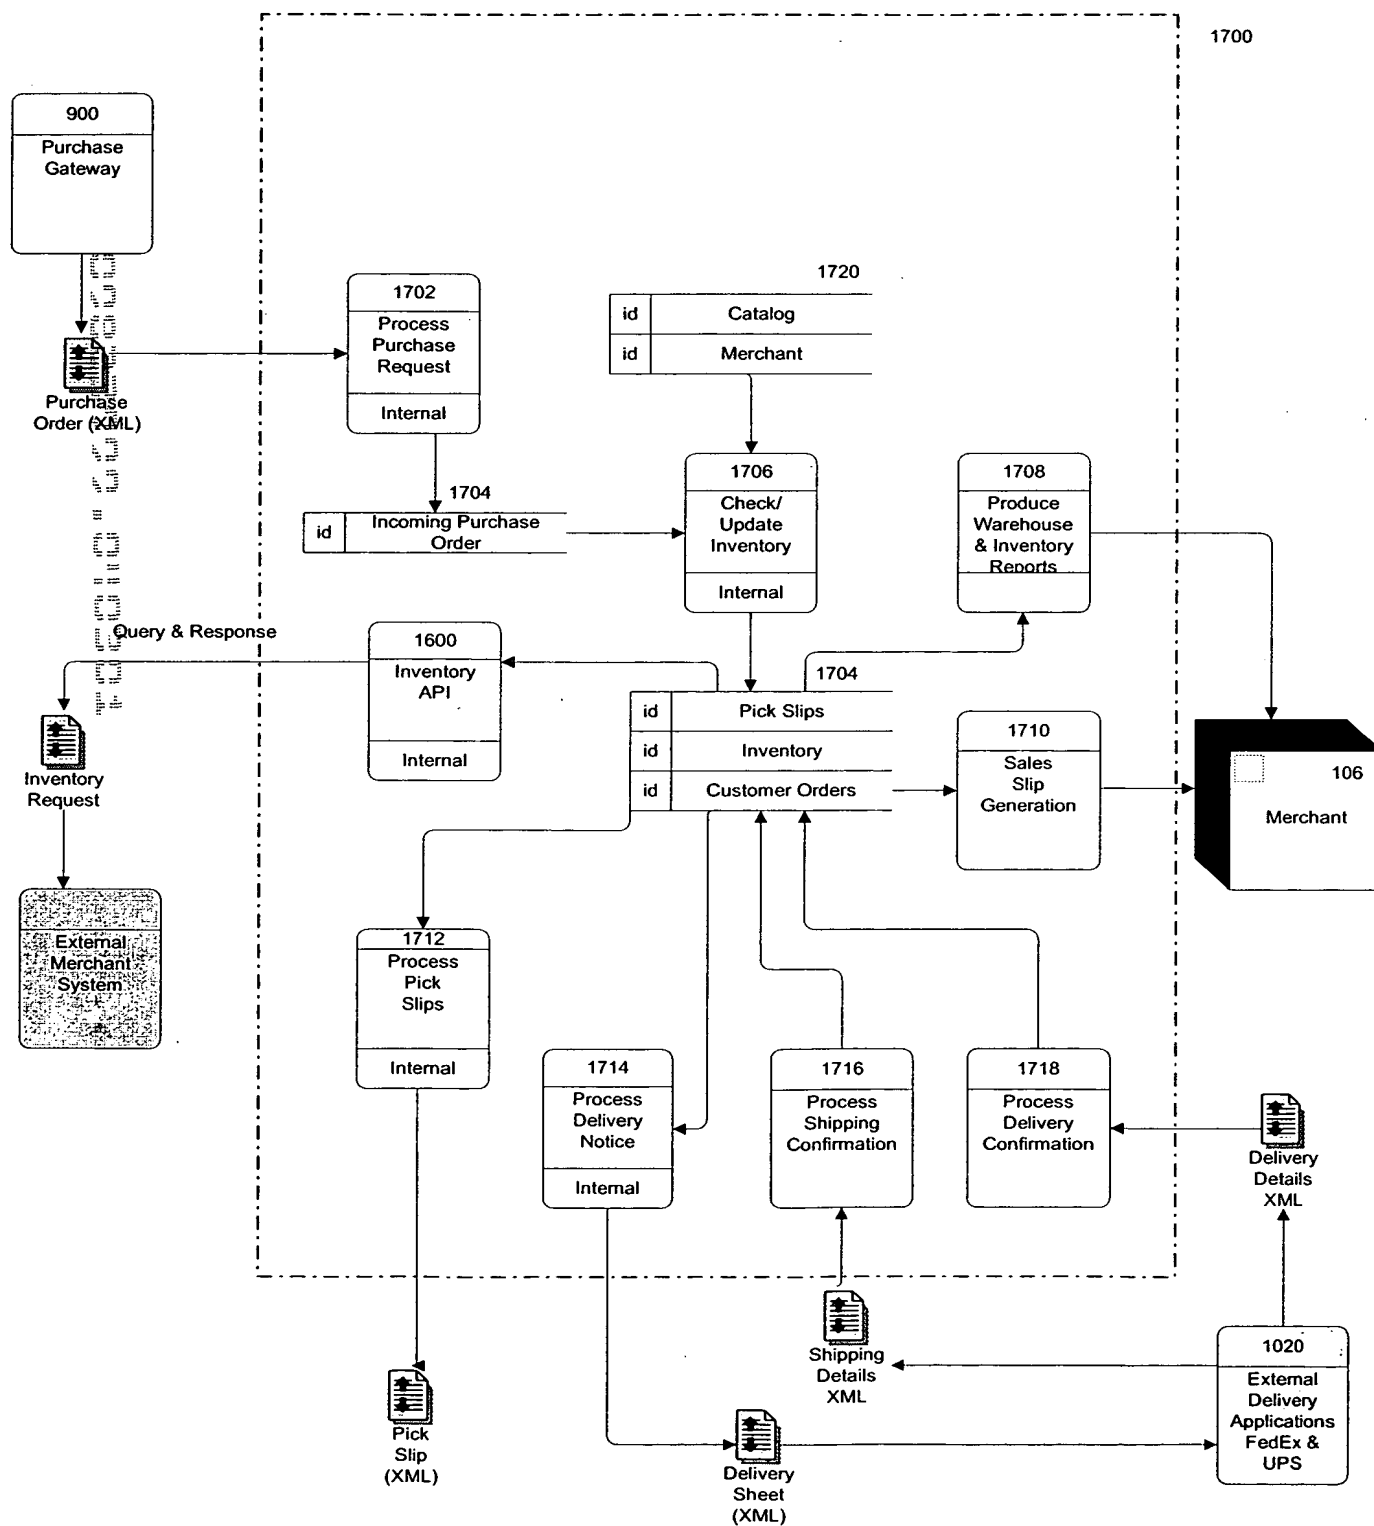 1700
900
Purchase
Gateway
Purchase
Order (XML)
1702
Process
Purchase
Request
Internal
1720
id Catalog
id Merchant
1704
id Incoming Purchase
Order
1706
Check/
Update
Inventory
Internal
1708
Produce
Warehouse
& Inventory
Reports
Query & Response
1600
Inventory
API
Internal
Inventory
Request
External
Merchant
System
1704
id Pick Slips
id Inventory
id Customer Orders
1710
Sales
Slip
Generation
106
Merchant
1712
Process
Pick
Slips
Internal
1714
Process
Delivery
Notice
Internal
1716
Process
Shipping
Confirmation
1718
Process
Delivery
Confirmation
Delivery
Details
XML
Shipping
Details
XML
1020
External
Delivery
Applications
FedEx &
UPS
Pick
Slip
(XML)
Delivery
Sheet
(XML)